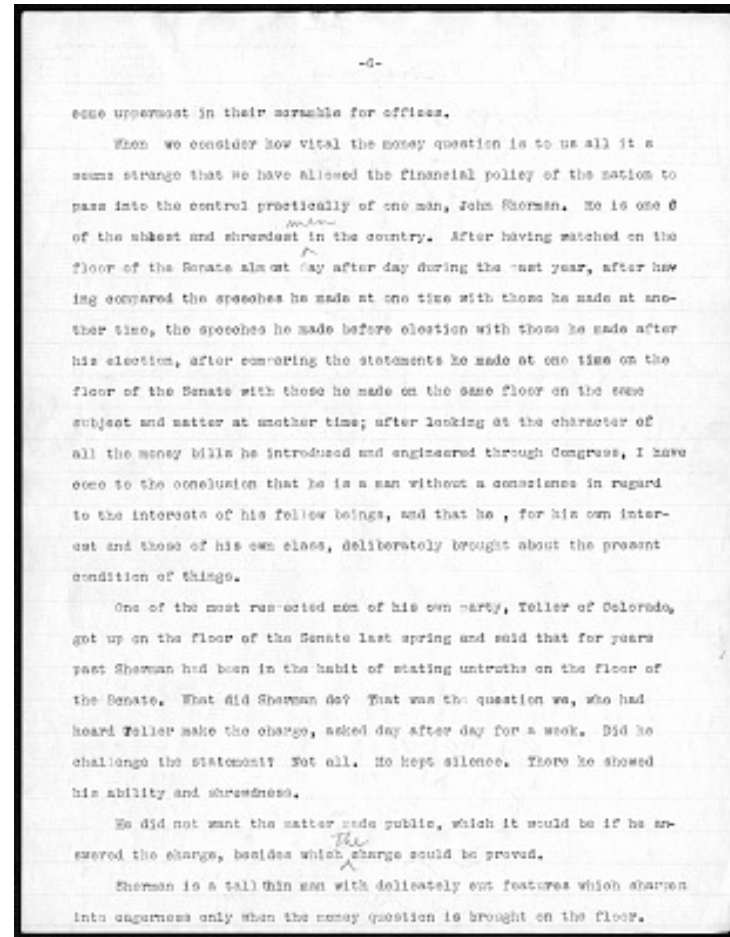 -6-
come uppermost in their scramble for offices.
When we consider how vital the money question is to us all it s
seems strange that we have allowed the financial policy of the nation to
pass into the control practically of one man, John Sherman. He is one
men
of the ablest and shrewdest in the country. After having watched on the
floor of the Senate almost day after day during the past year, after hav
ing compared the speeches he made at one time with those he made at ano-
ther time, the speeches he made before election with those he made after
his election, after comparing the statements he made at one time on the
floor of the Senate with those he made on the same floor on the same
subject and matter at another time; after looking at the character of
all the money bills he introduced and engineered through Congress, I have
come to the conclusion that he is a man without a conscience in regard
to the interests of his fellow beings, and that he , for his own inter-
est and those of his own class, deliberately brought about the present
condition of things.
One of the most respected men of his own party, Teller of Colorado,
got up on the floor of the Senate last spring and said that for years
past Sherman had been in the habit of stating untruths on the floor of
the Senate. What did Sherman do? That was the question we, who had
heard Teller make the charge, asked day after day for a week. Did he
challenge the statement? Not all. He kept silence. There he showed
his ability and shrewdness.
He did not want the matter made public, which it would be if he an-
the
swered the charge, besides which charge could be proved.
Sherman is a tall thin man with delicately cut features which sharpen
into eagerness only when the money question is brought on the floor.